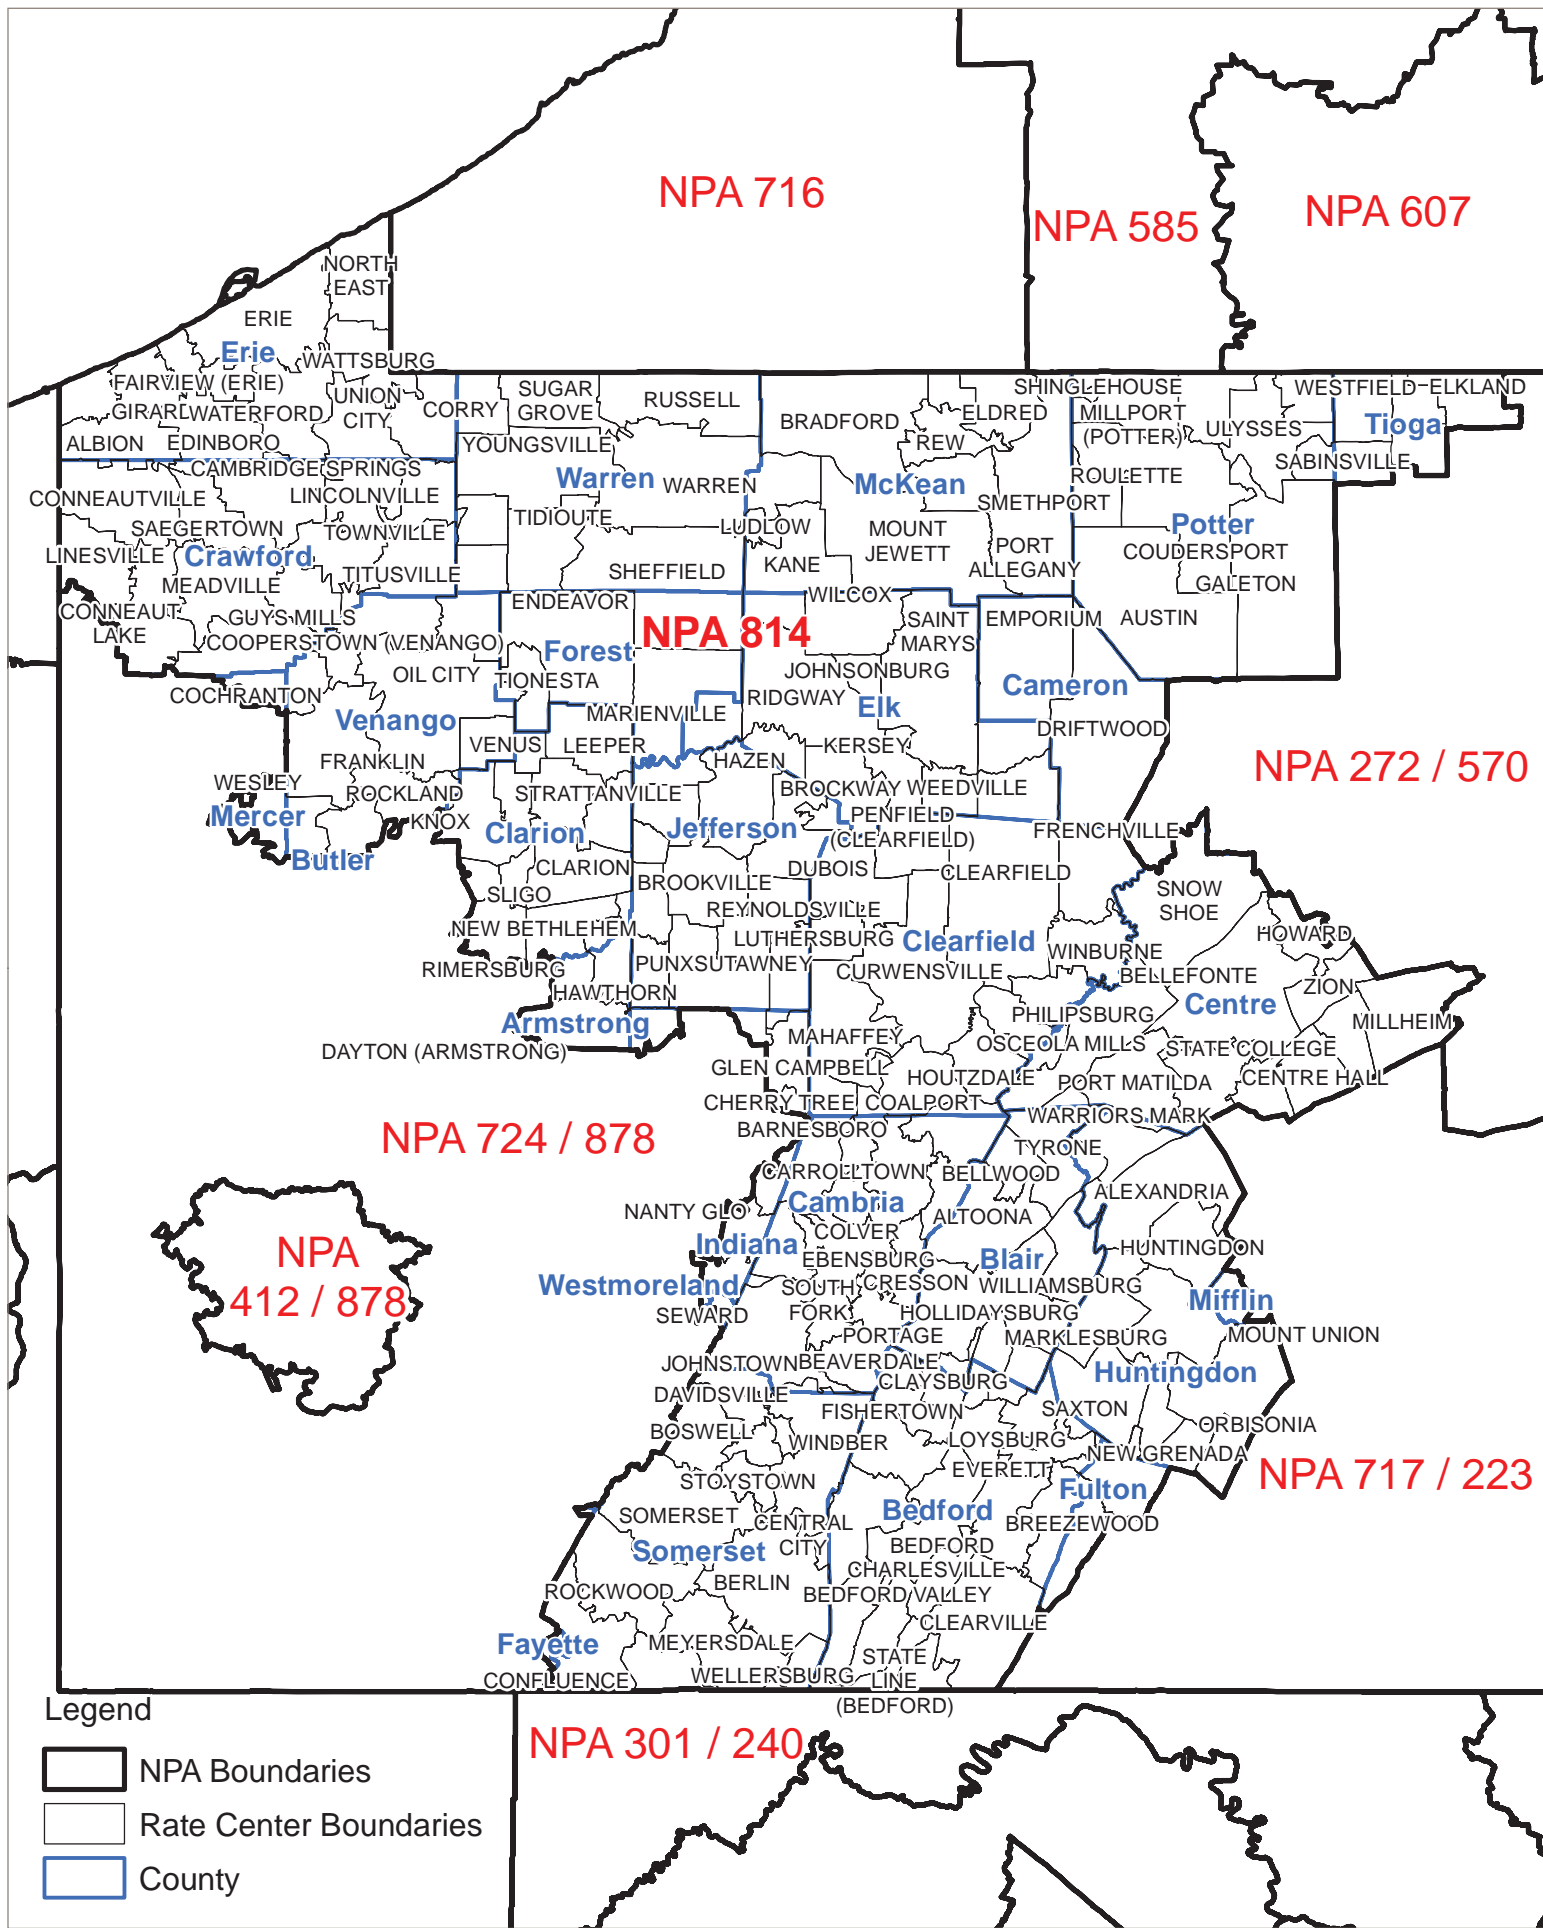 NPA 716
NPA 585
NPA 607
NORTH
EAST
ERIE
Erie
WATTSBURG
FAIRVIEW (ERIE)
UNION
CITY
GIRARD
WATERFORD
CORRY
ALBION
EDINBORO
SUGAR
GROVE
RUSSELL
YOUNGSVILLE
BRADFORD
SHINGLEHOUSE
ELDRED
REW
MILLPORT
(POTTER)
ULYSSES
WESTFIELD
ELKLAND
Tioga
SABINSVILLE
CAMBRIDGE SPRINGS
CONNEAUTVILLE
LINCOLNVILLE
Warren
WARREN
McKean
ROULETTE
SMETHPORT
SAEGERTOWN
TOWNVILLE
TIDIOUTE
LUDLOW
MOUNT
JEWETT
Potter
LINESVILLE
Crawford
COUDERSPORT
PORT
ALLEGANY
MEADVILLE
TITUSVILLE
SHEFFIELD
KANE
GALETON
CONNEAUT
LAKE
GUYS MILLS
ENDEAVOR
WILCOX
SAINT
MARYS
EMPORIUM
AUSTIN
COOPERSTOWN (VENANGO)
Forest
NPA 814
OIL CITY
TIONESTA
JOHNSONBURG
Cameron
COCHRANTON
Venango
MARIENVILLE
RIDGWAY
Elk
VENUS
LEEPER
DRIFTWOOD
FRANKLIN
HAZEN
KERSEY
NPA 272 / 570
WESLEY
ROCKLAND
STRATTANVILLE
BROCKWAY
WEEDVILLE
Mercer
KNOX
Clarion
Jefferson
PENFIELD
(CLEARFIELD)
FRENCHVILLE
Butler
CLARION
DUBOIS
CLEARFIELD
SLIGO
BROOKVILLE
SNOW
SHOE
REYNOLDSVILLE
NEW BETHLEHEM
LUTHERSBURG
Clearfield
WINBURNE
HOWARD
RIMERSBURG
PUNXSUTAWNEY
CURWENSVILLE
BELLEFONTE
HAWTHORN
Centre
ZION
Armstrong
PHILIPSBURG
MILLHEIM
DAYTON (ARMSTRONG)
MAHAFFEY
OSCEOLA MILLS
STATE COLLEGE
GLEN CAMPBELL
HOUTZDALE
PORT MATILDA
CENTRE HALL
CHERRY TREE
COALPORT
WARRIORS MARK
NPA 724 / 878
BARNESBORO
TYRONE
CARROLLTOWN
BELLWOOD
ALEXANDRIA
NANTY GLO
Cambria
ALTOONA
COLVER
Indiana
EBENSBURG
Blair
HUNTINGDON
NPA
412 / 878
Westmoreland
SOUTH
FORK
CRESSON
WILLIAMSBURG
Mifflin
SEWARD
HOLLIDAYSBURG
PORTAGE
MARKLESBURG
MOUNT UNION
JOHNSTOWN
BEAVERDALE
Huntingdon
CLAYSBURG
DAVIDSVILLE
FISHERTOWN
SAXTON
BOSWELL
WINDBER
LOYSBURG
ORBISONIA
NEW GRENADA
STOYSTOWN
EVERETT
NPA 717 / 223
Fulton
SOMERSET
CENTRAL
CITY
Bedford
BREEZEWOOD
Somerset
BEDFORD
CHARLESVILLE
ROCKWOOD
BERLIN
BEDFORD VALLEY
CLEARVILLE
Fayette
MEYERSDALE
STATE
LINE
(BEDFORD)
CONFLUENCE
WELLERSBURG
NPA 301 / 240
Legend
NPA Boundaries
Rate Center Boundaries
County